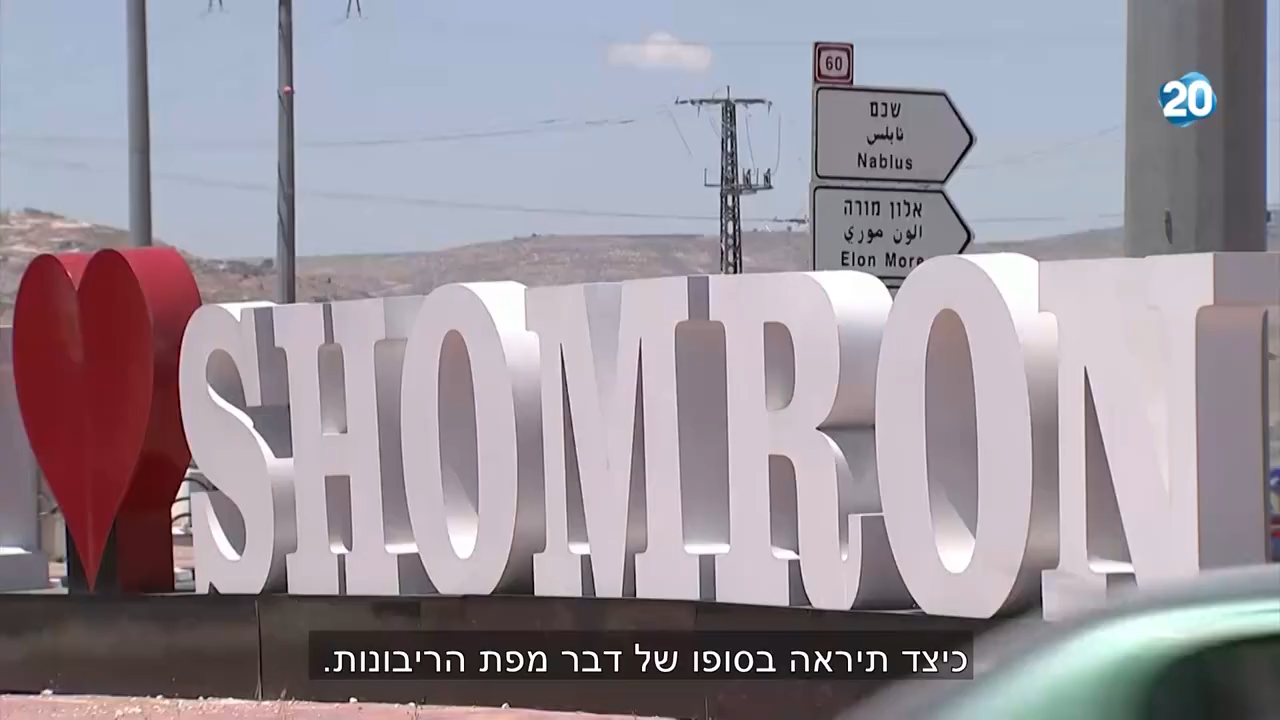 60
20
שכם
نابلس
Nablus
אלון מורה
الون موري
Elon More
SHOMRON
כיצד תיראה בסופו של דבר מפת הריבונות.